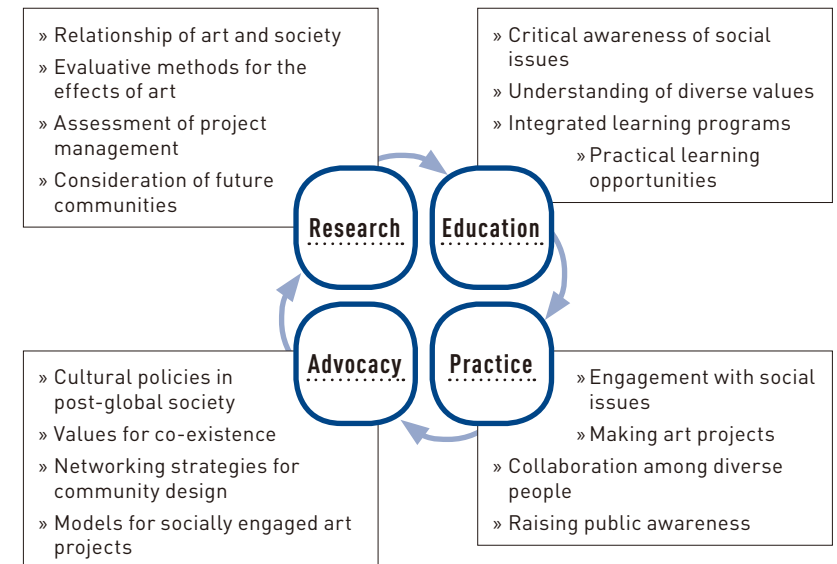 » Relationship of art and society
» Evaluative methods for the
effects of art
» Assessment of project
management
» Consideration of future
communities
» Critical awareness of social
issues
» Understanding of diverse values
» Integrated learning programs
» Practical learning
opportunities
Research
Education
Advocacy
Practice
» Cultural policies in
post-global society
» Values for co-existence
» Networking strategies for
community design
» Models for socially engaged art
projects
» Engagement with social
issues
» Making art projects
» Collaboration among diverse
people
» Raising public awareness